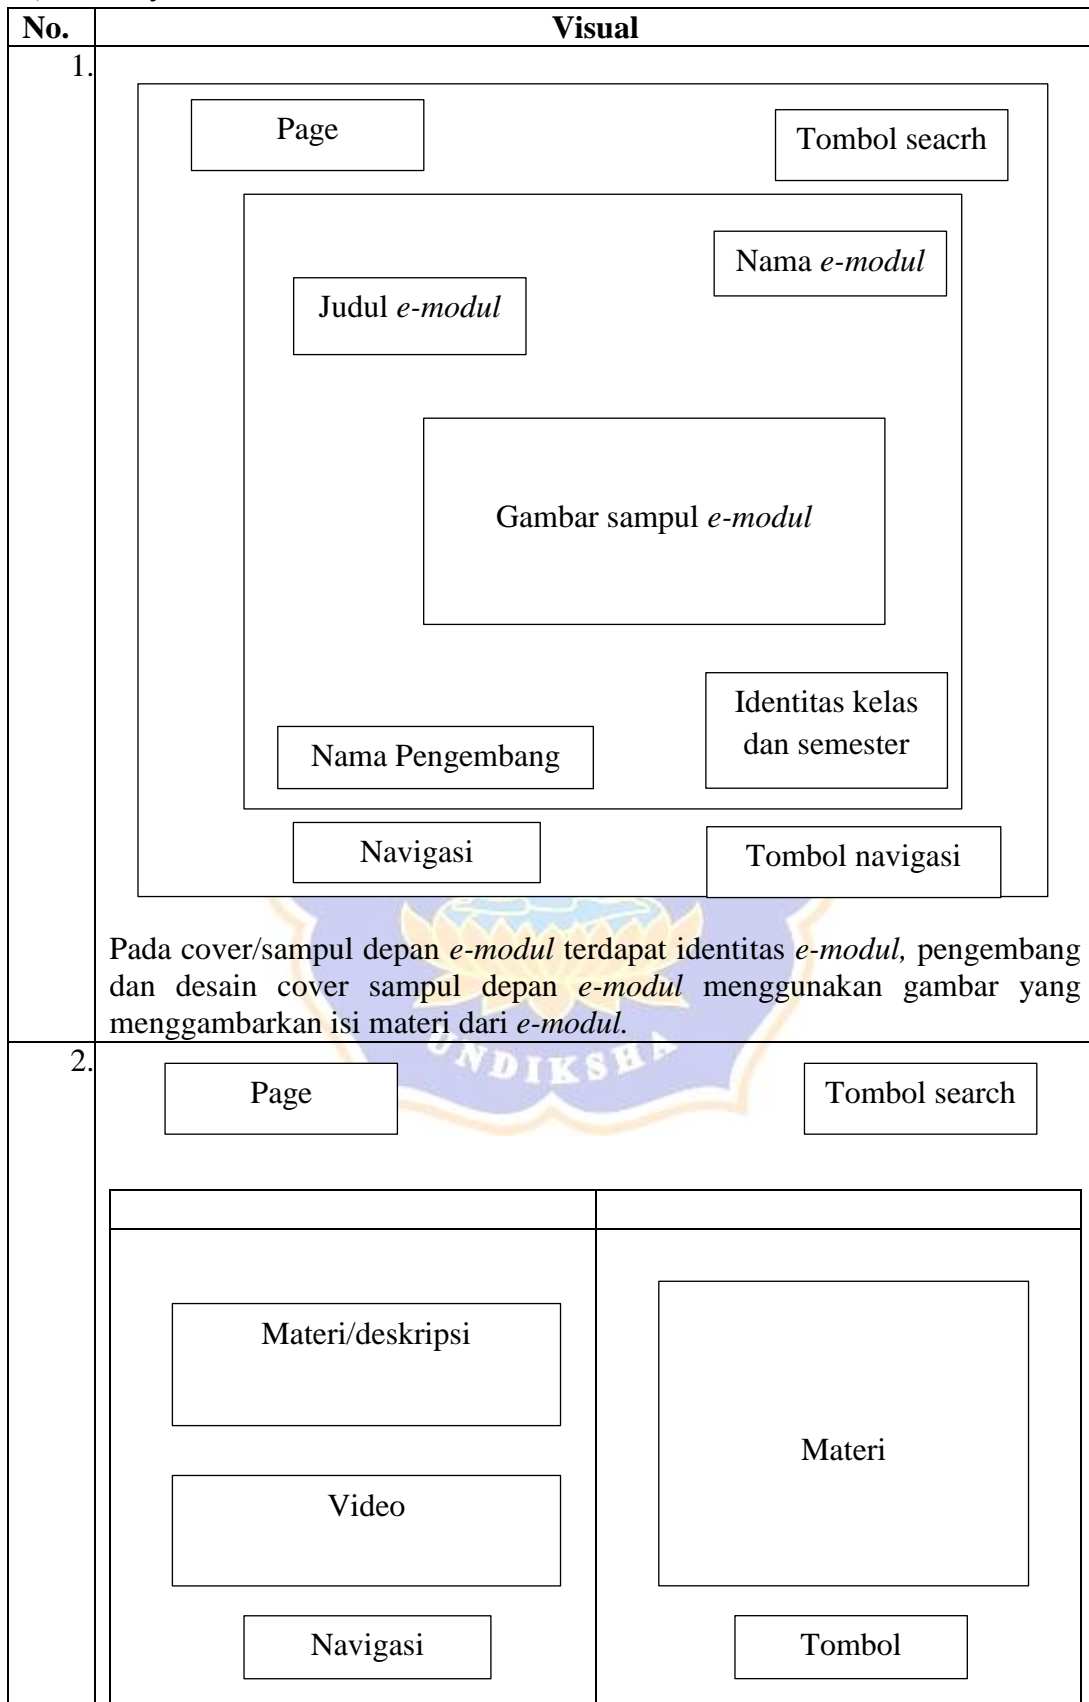 No. Visual
1.
Page
Tombol seacrh
Nama e-modul
Judul e-modul
Gambar sampul e-modul
Identitas kelas
dan semester
Nama Pengembang
Navigasi
Tombol navigasi
Pada cover/sampul depan e-modul terdapat identitas e-modul, pengembang
dan desain cover sampul depan e-modul menggunakan gambar yang
menggambarkan isi materi dari e-modul.
UNDIKSHA
2.
Page
Tombol search
Materi/deskripsi
Video
Materi
Navigasi
Tombol